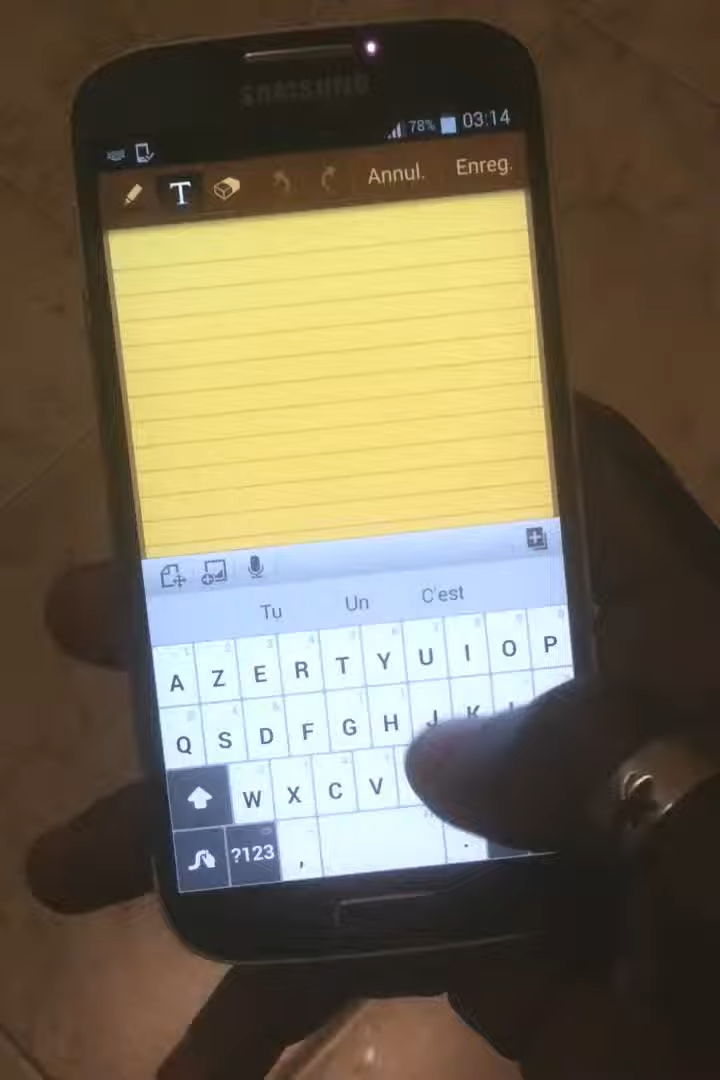 SAMSUNG
78% 03:14
T Annul. Enreg.
Tu Un C'est
A Z E R T Y U I O P
Q S D F G H J K
W X C V
?123 , .